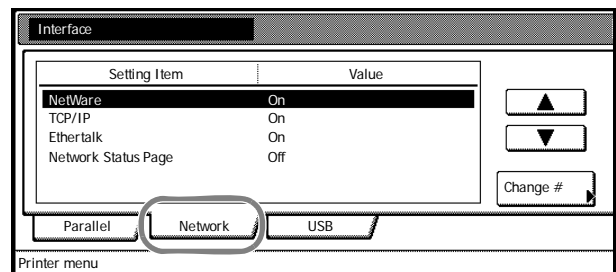 Interface
Setting Item Value
NetWare On
TCP/IP On
Ethertalk On
Network Status Page Off
Change #
Parallel Network USB
Printer menu